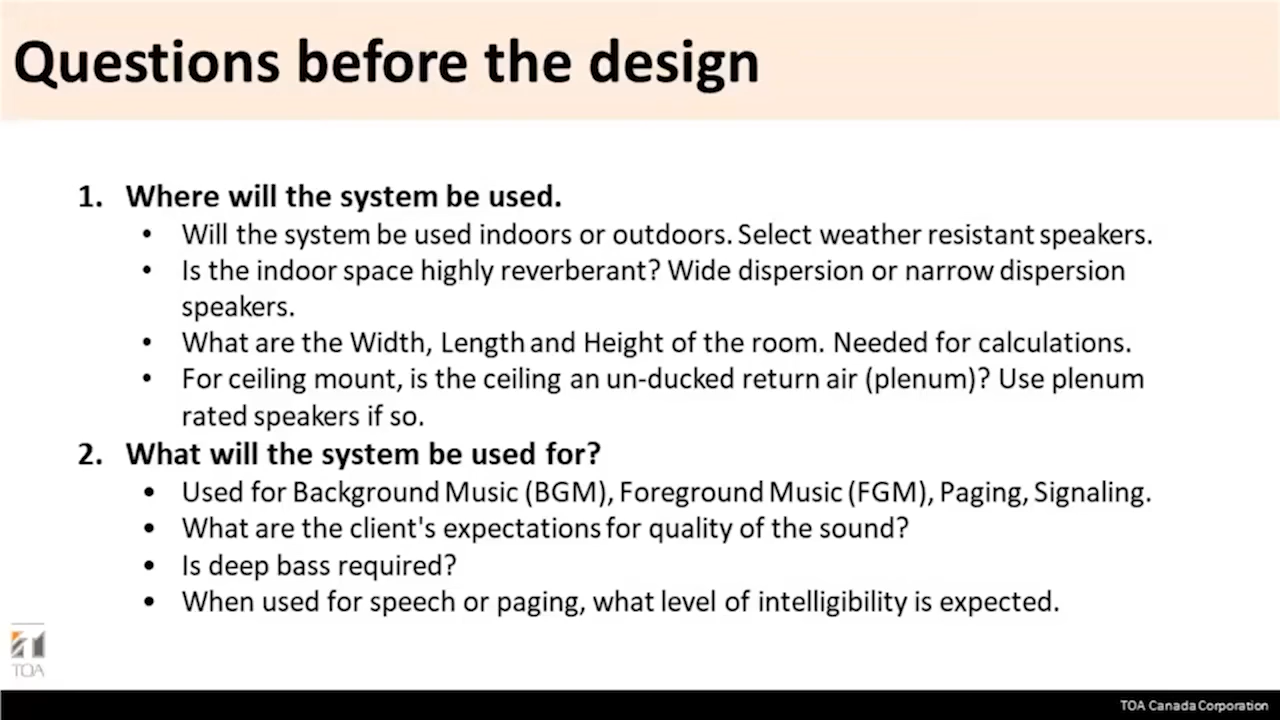 Questions before the design
1. Where will the system be used.
• Will the system be used indoors or outdoors. Select weather resistant speakers.
• Is the indoor space highly reverberant? Wide dispersion or narrow dispersion
speakers.
• What are the Width, Length and Height of the room. Needed for calculations.
• For ceiling mount, is the ceiling an un-ducked return air (plenum)? Use plenum
rated speakers if so.
2. What will the system be used for?
• Used for Background Music (BGM), Foreground Music (FGM), Paging, Signaling.
• What are the client's expectations for quality of the sound?
• Is deep bass required?
• When used for speech or paging, what level of intelligibility is expected.
TOA
TOA Canada Corporation